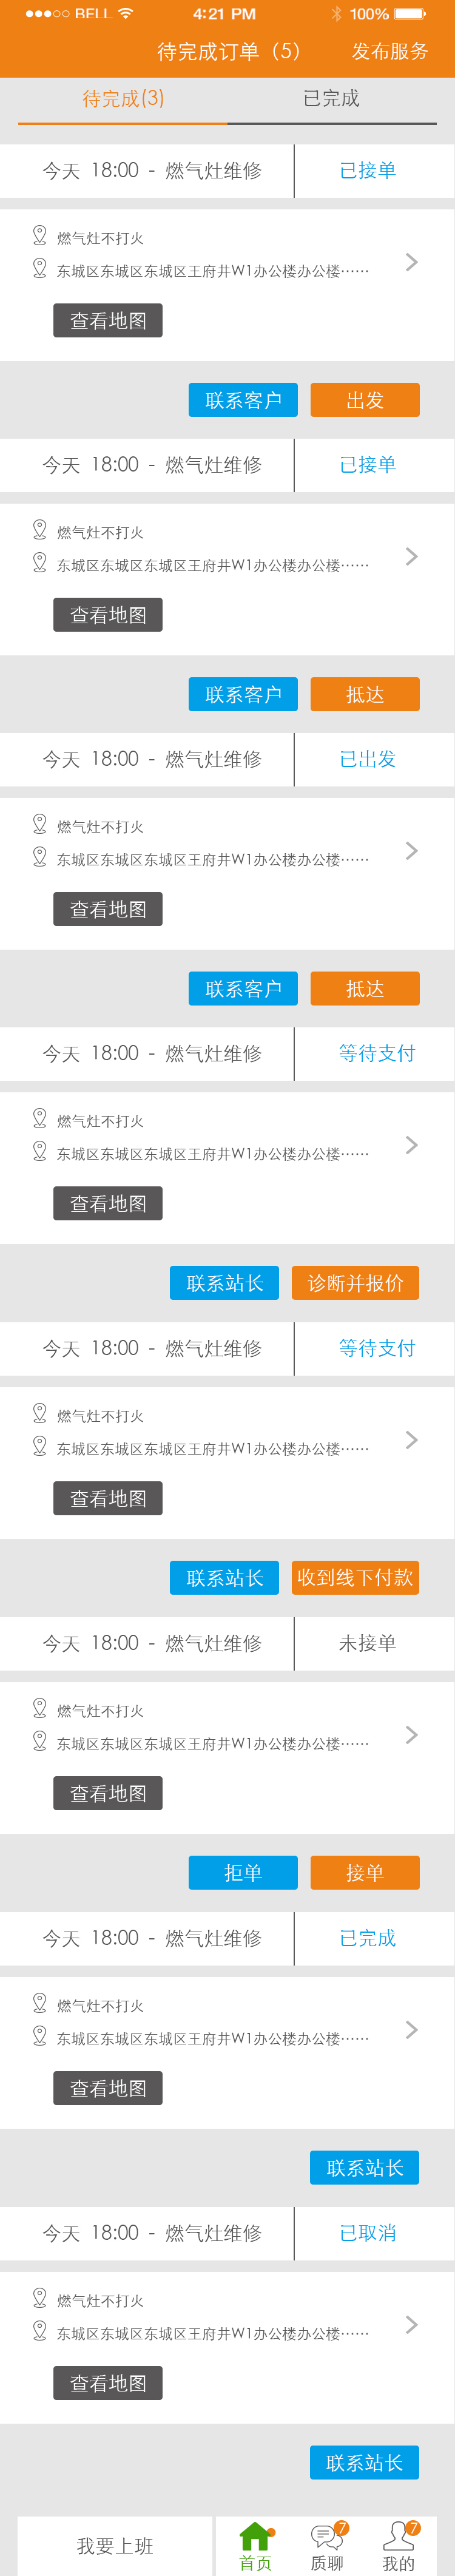 BELL 4:21 PM 100%
待完成订单（5） 发布服务
待完成(3) 已完成
今天 18:00 - 燃气灶维修 已接单
燃气灶不打火
东城区东城区东城区王府井W1办公楼办公楼……
查看地图
联系客户 出发
今天 18:00 - 燃气灶维修 已接单
燃气灶不打火
东城区东城区东城区王府井W1办公楼办公楼……
查看地图
联系客户 抵达
今天 18:00 - 燃气灶维修 已出发
燃气灶不打火
东城区东城区东城区王府井W1办公楼办公楼……
查看地图
联系客户 抵达
今天 18:00 - 燃气灶维修 等待支付
燃气灶不打火
东城区东城区东城区王府井W1办公楼办公楼……
查看地图
联系站长 诊断并报价
今天 18:00 - 燃气灶维修 等待支付
燃气灶不打火
东城区东城区东城区王府井W1办公楼办公楼……
查看地图
联系站长 收到线下付款
今天 18:00 - 燃气灶维修 未接单
燃气灶不打火
东城区东城区东城区王府井W1办公楼办公楼……
查看地图
拒单 接单
今天 18:00 - 燃气灶维修 已完成
燃气灶不打火
东城区东城区东城区王府井W1办公楼办公楼……
查看地图
联系站长
今天 18:00 - 燃气灶维修 已取消
燃气灶不打火
东城区东城区东城区王府井W1办公楼办公楼……
查看地图
联系站长
7 7
我要上班 首页 质聊 我的